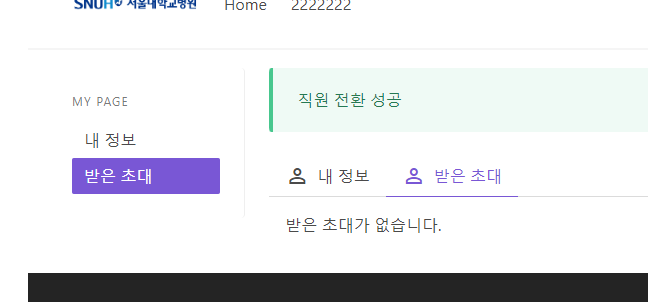 SNUH 서울대학교병원 Home 2222222
MY PAGE
내 정보
받은 초대
직원 전환 성공
내 정보 받은 초대
받은 초대가 없습니다.